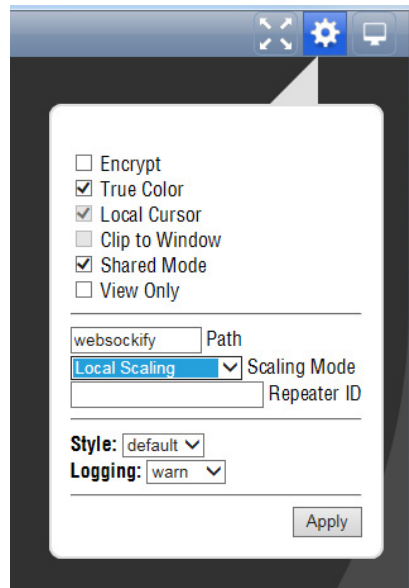 Encrypt
True Color
Local Cursor
Clip to Window
Shared Mode
View Only
websockify Path
Local Scaling Scaling Mode
Repeater ID
Style: default
Logging: warn
Apply